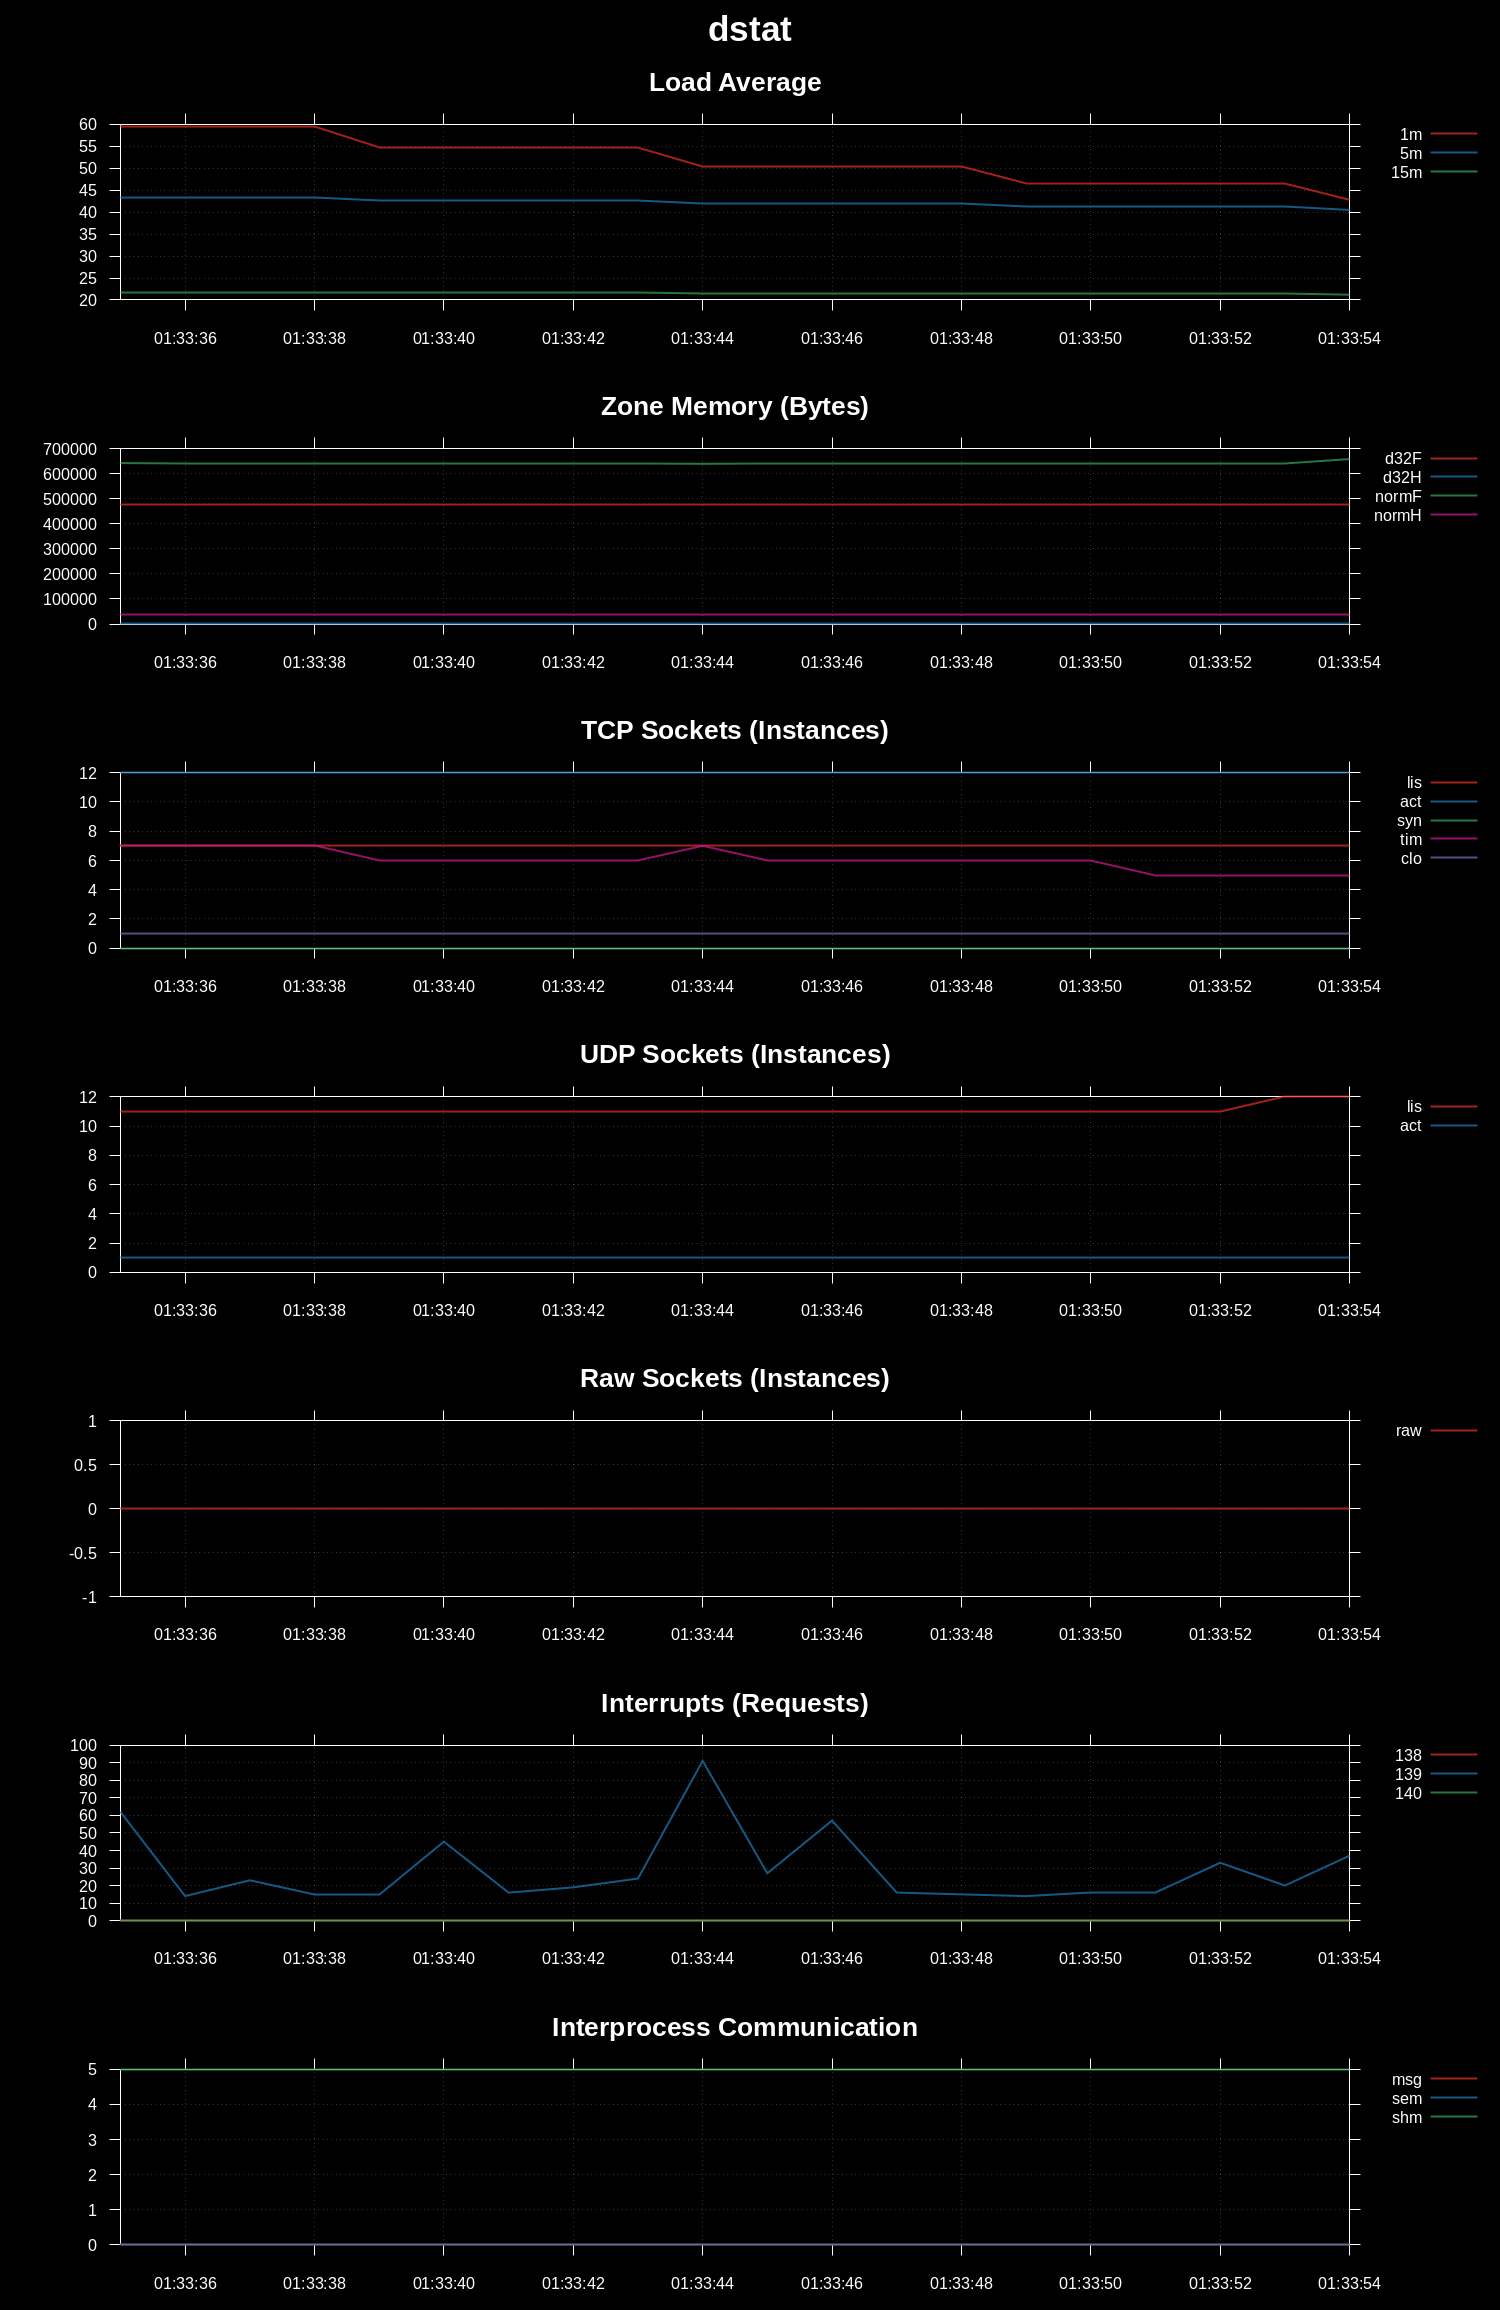 dstat
Load Average
60
55
50
45
40
35
30
25
20
1m
5m
15m
01:33:36 01:33:38 01:33:40 01:33:42 01:33:44 01:33:46 01:33:48 01:33:50 01:33:52 01:33:54
Zone Memory (Bytes)
700000
600000
500000
400000
300000
200000
100000
0
d32F
d32H
normF
normH
01:33:36 01:33:38 01:33:40 01:33:42 01:33:44 01:33:46 01:33:48 01:33:50 01:33:52 01:33:54
TCP Sockets (Instances)
12
10
8
6
4
2
0
lis
act
syn
tim
clo
01:33:36 01:33:38 01:33:40 01:33:42 01:33:44 01:33:46 01:33:48 01:33:50 01:33:52 01:33:54
UDP Sockets (Instances)
12
10
8
6
4
2
0
lis
act
01:33:36 01:33:38 01:33:40 01:33:42 01:33:44 01:33:46 01:33:48 01:33:50 01:33:52 01:33:54
Raw Sockets (Instances)
1
0.5
0
-0.5
-1
raw
01:33:36 01:33:38 01:33:40 01:33:42 01:33:44 01:33:46 01:33:48 01:33:50 01:33:52 01:33:54
Interrupts (Requests)
100
90
80
70
60
50
40
30
20
10
0
138
139
140
01:33:36 01:33:38 01:33:40 01:33:42 01:33:44 01:33:46 01:33:48 01:33:50 01:33:52 01:33:54
Interprocess Communication
5
4
3
2
1
0
msg
sem
shm
01:33:36 01:33:38 01:33:40 01:33:42 01:33:44 01:33:46 01:33:48 01:33:50 01:33:52 01:33:54